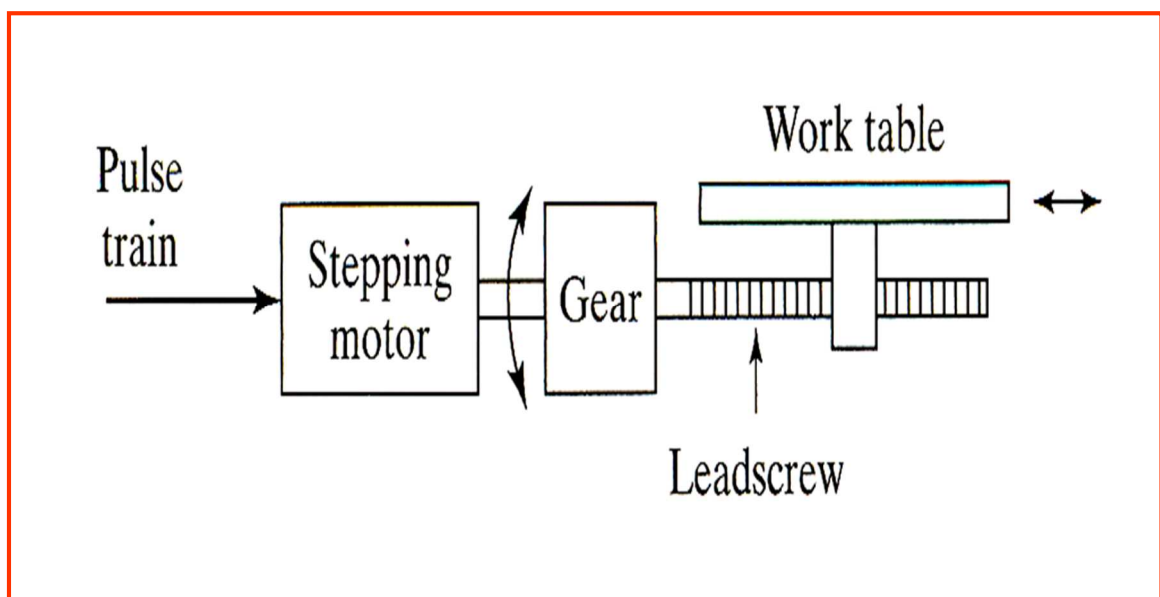 Work table
Pulse
train
Stepping
motor
Gear
Leadscrew